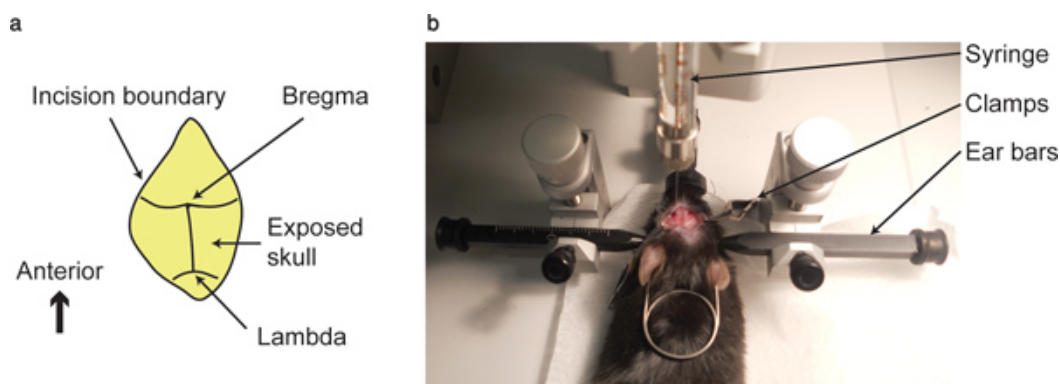 a
Incision boundary
Bregma
Exposed
skull
Anterior
Lambda
b
Syringe
Clamps
Ear bars